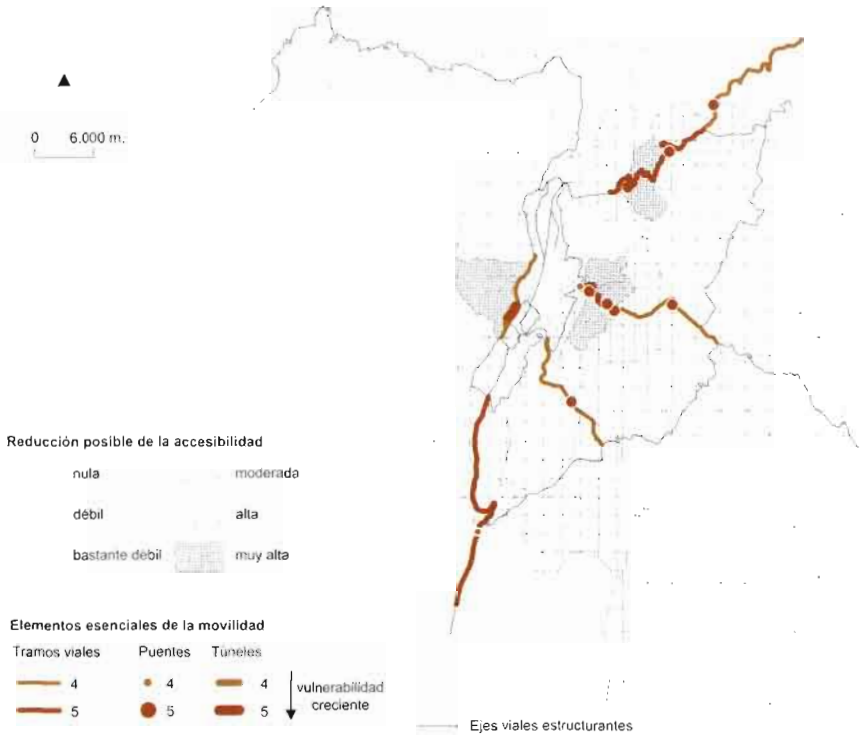 0 6.000 m.
Reducción posible de la accesibilidad
nula moderada
débil alta
bastante débil muy alta
Elementos esenciales de la movilidad
Tramos viales Puentes Túneles
4 4 4
5 5 5
vulnerabilidad
creciente
Ejes viales estructurantes